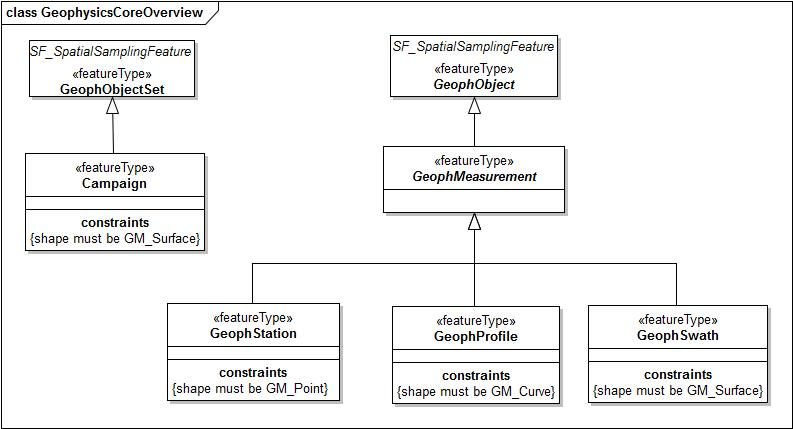 class GeophysicsCoreOverview
SF_SpatialSamplingFeature
«featureType»
GeophObjectSet
SF_SpatialSamplingFeature
«featureType»
GeophObject
«featureType»
Campaign
constraints
{shape must be GM_Surface}
«featureType»
GeophMeasurement
«featureType»
GeophStation
constraints
{shape must be GM_Point}
«featureType»
GeophProfile
constraints
{shape must be GM_Curve}
«featureType»
GeophSwath
constraints
{shape must be GM_Surface}